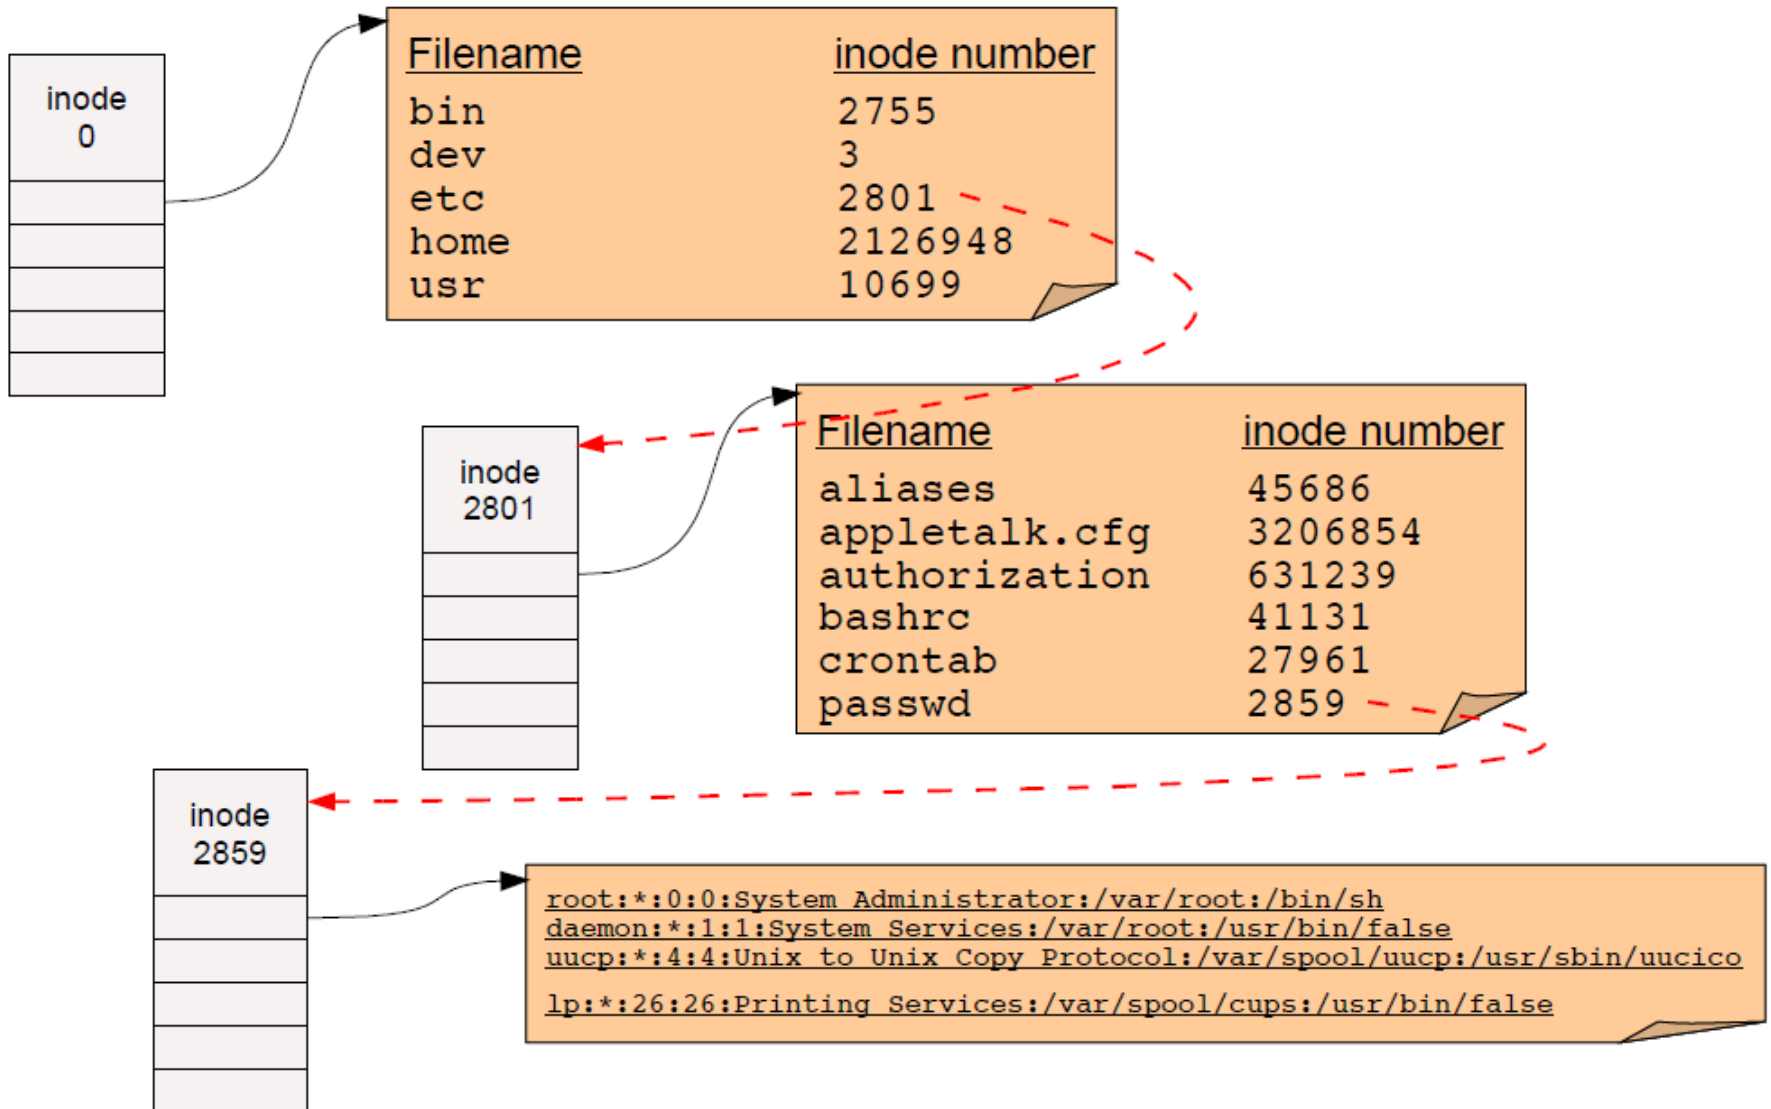 inode
0
Filename inode number
bin 2755
dev 3
etc 2801
home 2126948
usr 10699
inode
2801
Filename inode number
aliases 45686
appletalk.cfg 3206854
authorization 631239
bashrc 41131
crontab 27961
passwd 2859
inode
2859
root:*:0:0:System Administrator:/var/root:/bin/sh
daemon:*:1:1:System Services:/var/root:/usr/bin/false
uucp:*:4:4:Unix to Unix Copy Protocol:/var/spool/uucp:/usr/sbin/uucico
lp:*:26:26:Printing Services:/var/spool/cups:/usr/bin/false